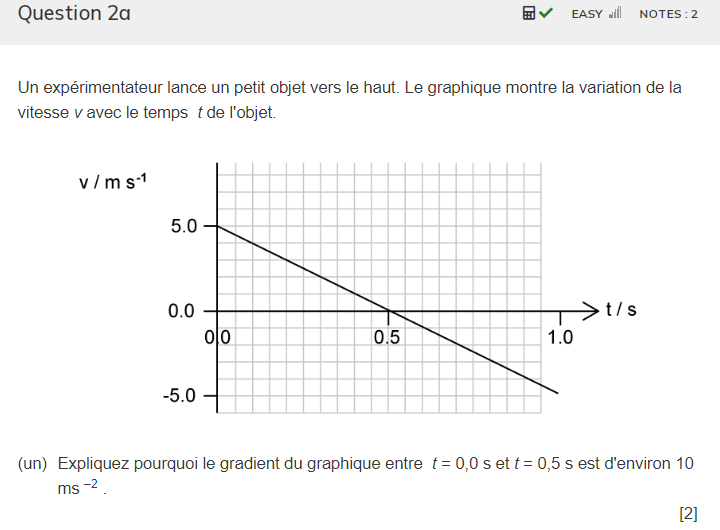 Question 2a
EASY NOTES : 2
Un expérimentateur lance un petit objet vers le haut. Le graphique montre la variation de la
vitesse v avec le temps t de l'objet.
v / m s⁻¹
5.0
0.0
t / s
0.0 0.5 1.0
-5.0
(un) Expliquez pourquoi le gradient du graphique entre t = 0,0 s et t = 0,5 s est d'environ 10
ms ⁻² .
[2]